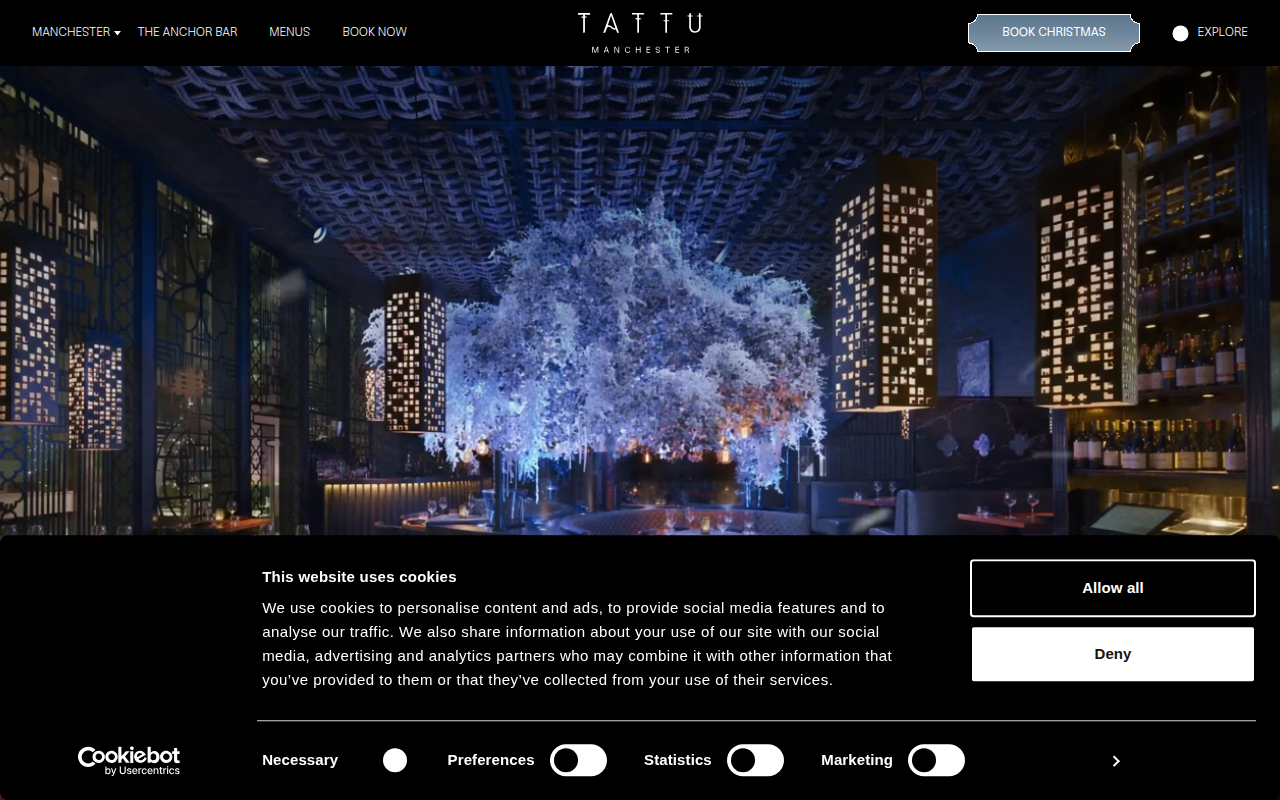 MANCHESTER
THE ANCHOR BAR
MENUS
BOOK NOW
TATTU
MANCHESTER
BOOK CHRISTMAS
EXPLORE
This website uses cookies
We use cookies to personalise content and ads, to provide social media features and to
analyse our traffic. We also share information about your use of our site with our social
media, advertising and analytics partners who may combine it with other information that
you've provided to them or that they've collected from your use of their services.
Allow all
Deny
Cookiebot
by Usercentrics
Necessary
Preferences
Statistics
Marketing